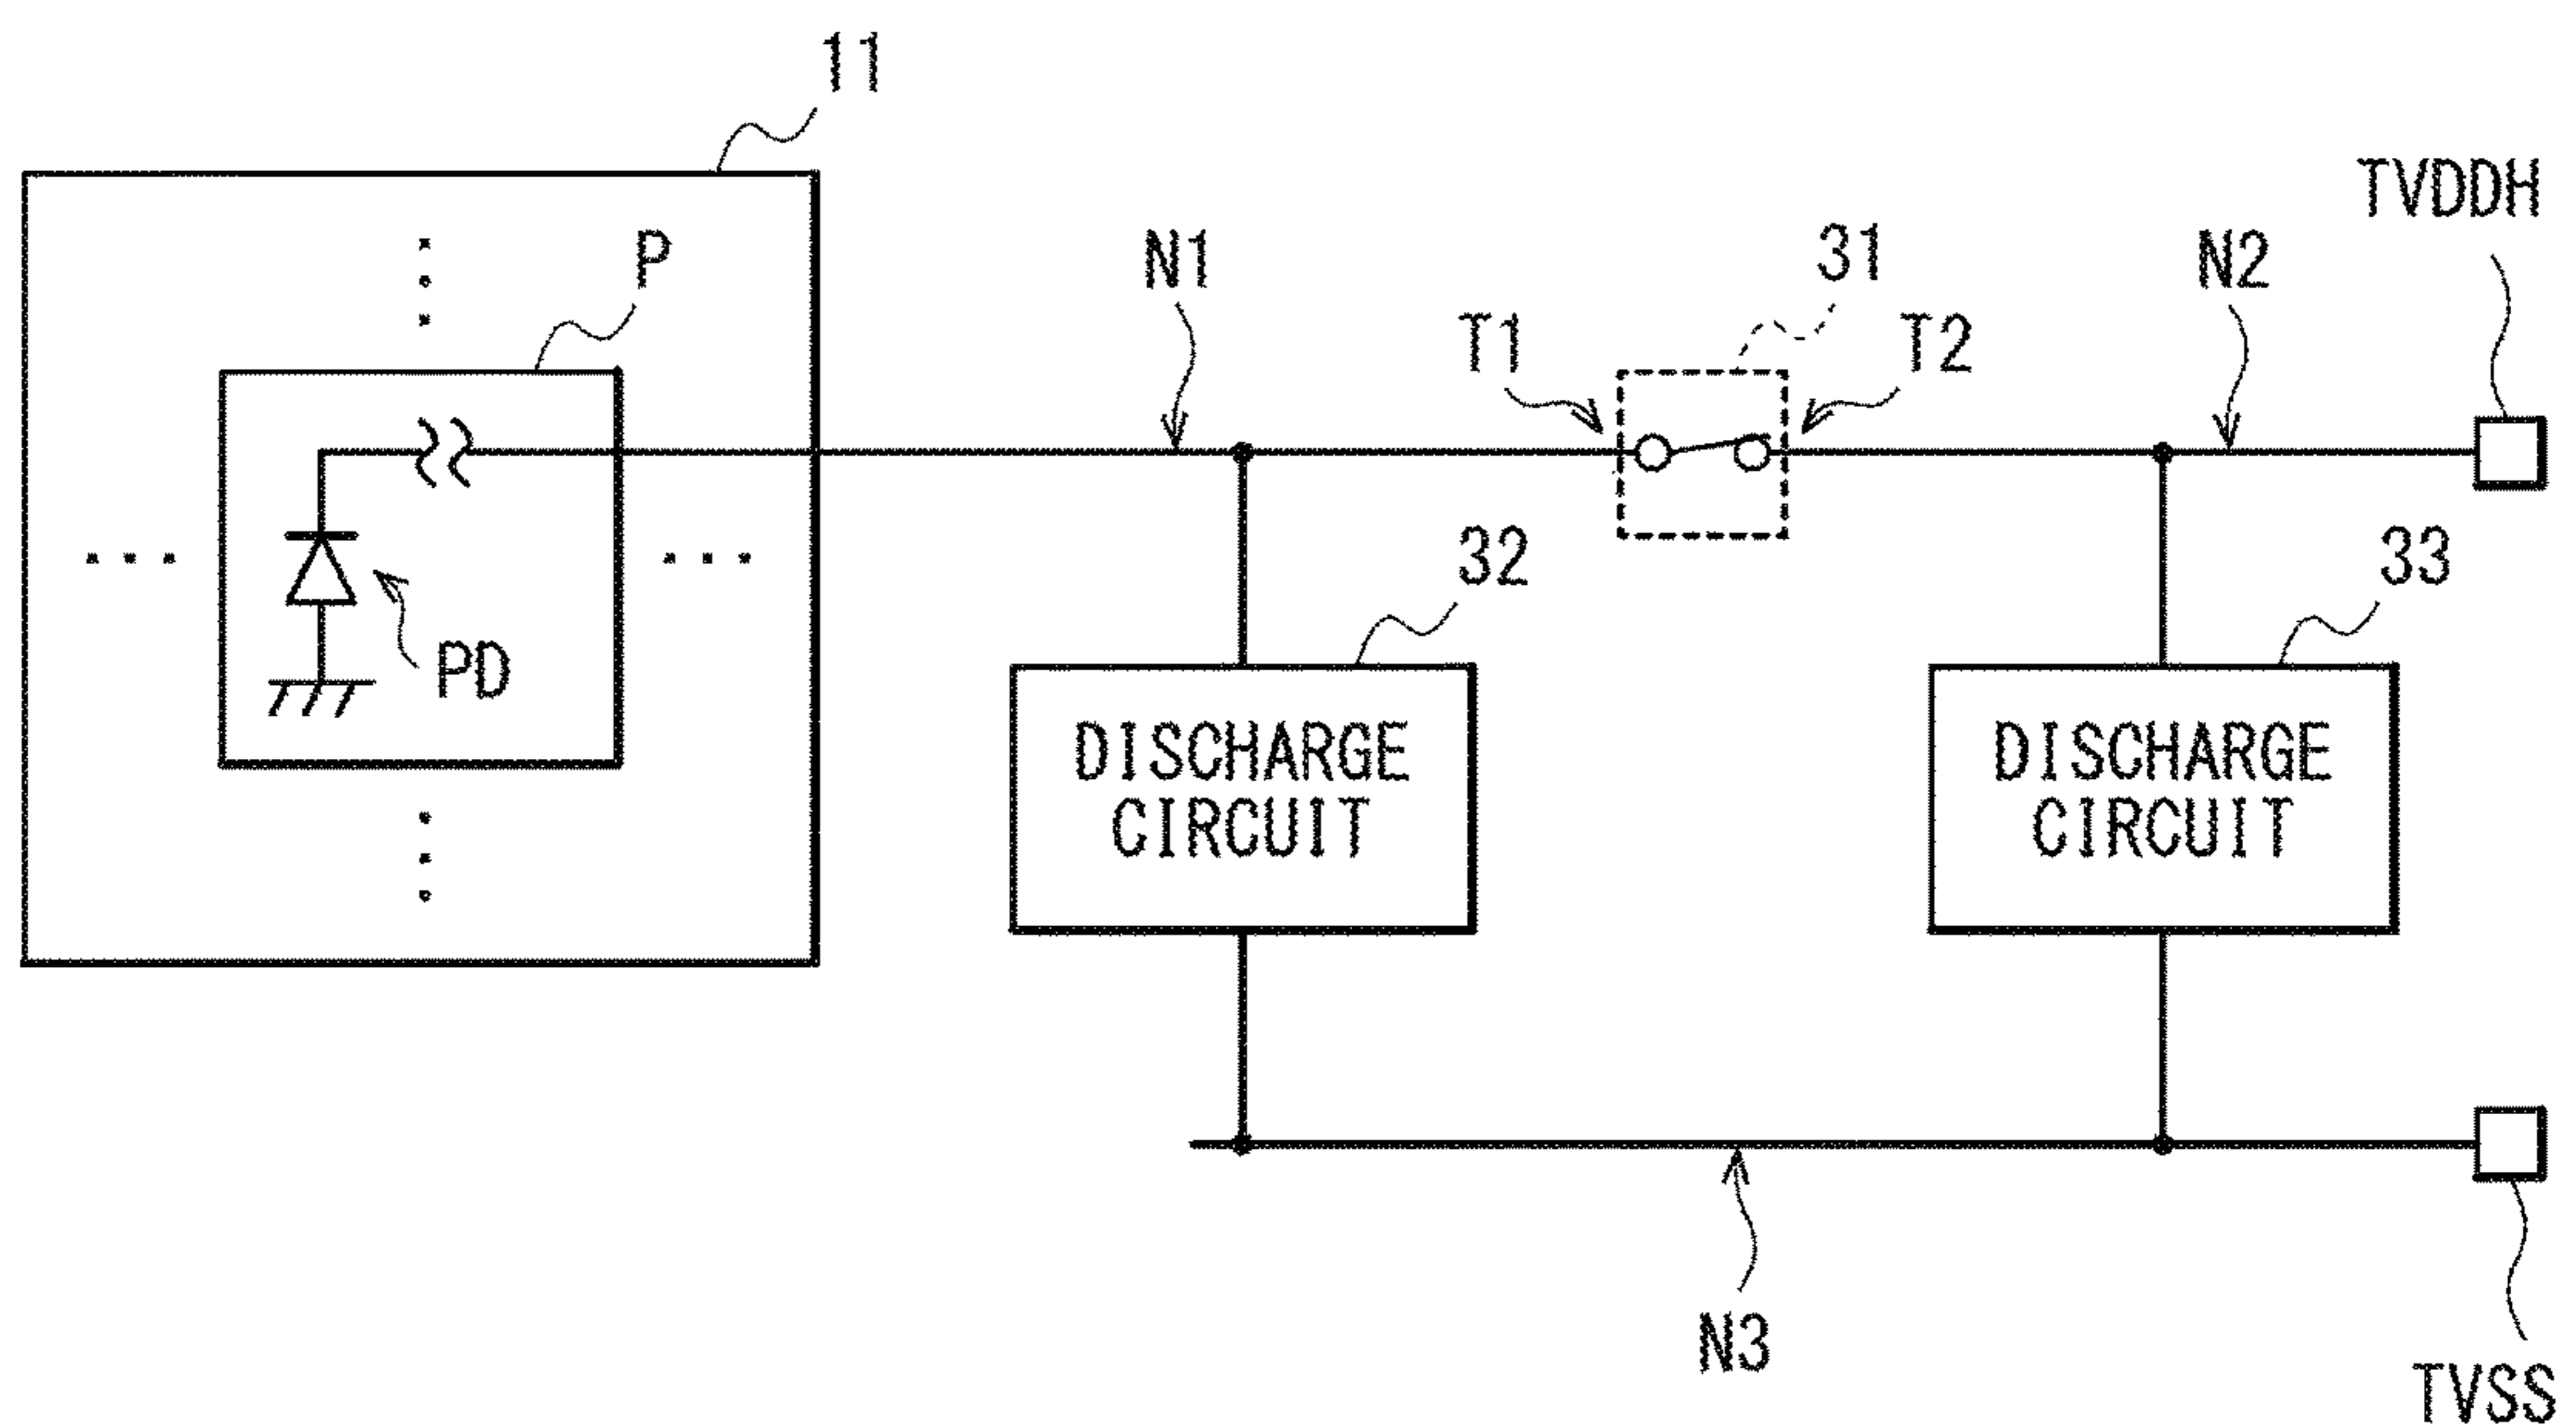 11
TVDDH
P
N1
31
N2
T1
T2
32
33
PD
DISCHARGE
CIRCUIT
DISCHARGE
CIRCUIT
N3
TVSS